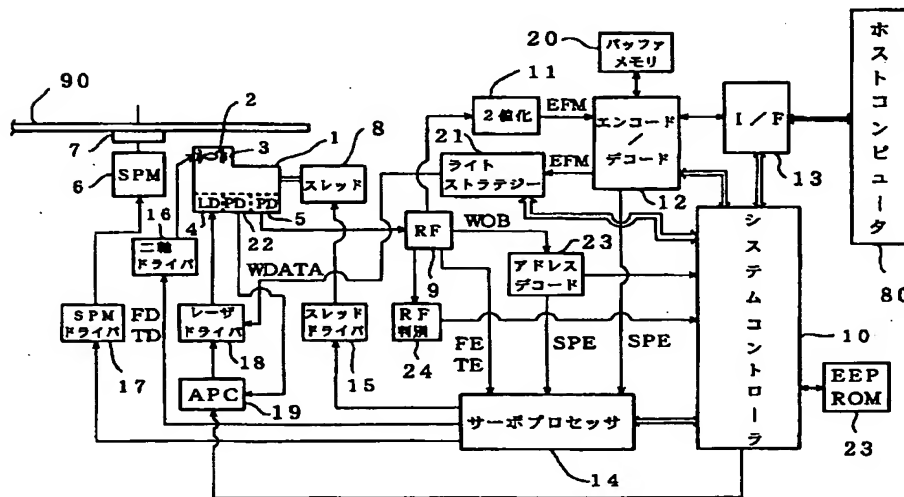 90
2
3
1
8
7
SPM
6
16
二軸
ドライバ
スレッド
LD
PD
PD
4
22
5
11
2値化
EFM
20
バッファ
メモリ
エンコード
/
デコード
12
I/F
13
ホストコンピュータ
80
21
ライト
ストラテジー
EFM
RF
9
WOB
23
アドレス
デコード
WDATA
SPM
ドライバ
17
FD
TD
レーザ
ドライバ
18
スレッド
ドライバ
15
RF
判別
24
FE
TE
SPE
SPE
システムコントローラ
10
EEP
ROM
23
APC
19
サーボプロセッサ
14